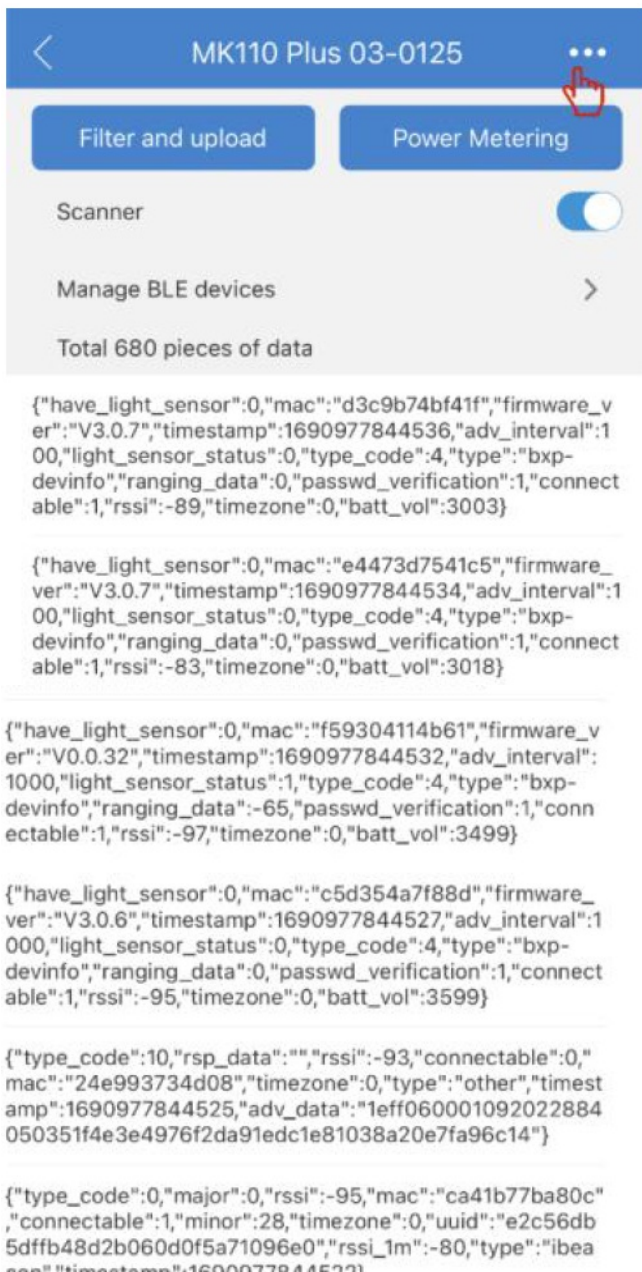 MK110 Plus 03-0125
Filter and upload
Power Metering
Scanner
Manage BLE devices
Total 680 pieces of data
{"have_light_sensor":0,"mac":"d3c9b74bf41f","firmware_v
er":"V3.0.7","timestamp":1690977844536,"adv_interval":1
00,"light_sensor_status":0,"type_code":4,"type":"bxp-
devinfo","ranging_data":0,"passwd_verification":1,"connect
able":1,"rssi":-89,"timezone":0,"batt_vol":3003}
{"have_light_sensor":0,"mac":"e4473d7541c5","firmware_
ver":"V3.0.7","timestamp":1690977844534,"adv_interval":1
00,"light_sensor_status":0,"type_code":4,"type":"bxp-
devinfo","ranging_data":0,"passwd_verification":1,"connect
able":1,"rssi":-83,"timezone":0,"batt_vol":3018}
{"have_light_sensor":0,"mac":"f59304114b61","firmware_v
er":"V0.0.32","timestamp":1690977844532,"adv_interval":
1000,"light_sensor_status":1,"type_code":4,"type":"bxp-
devinfo","ranging_data":-65,"passwd_verification":1,"conn
ectable":1,"rssi":-97,"timezone":0,"batt_vol":3499}
{"have_light_sensor":0,"mac":"c5d354a7f88d","firmware_
ver":"V3.0.6","timestamp":1690977844527,"adv_interval":1
000,"light_sensor_status":0,"type_code":4,"type":"bxp-
devinfo","ranging_data":0,"passwd_verification":1,"connect
able":1,"rssi":-95,"timezone":0,"batt_vol":3599}
{"type_code":10,"rsp_data":"","rssi":-93,"connectable":0,"
mac":"24e993734d08","timezone":0,"type":"other","timest
amp":1690977844525,"adv_data":"1eff060001092022884
050351f4e3e4976f2da91edc1e81038a20e7fa96c14"}
{"type_code":0,"major":0,"rssi":-95,"mac":"ca41b77ba80c"
,"connectable":1,"minor":28,"timezone":0,"uuid":"e2c56db
5dffb48d2b060d0f5a71096e0","rssi_1m":-80,"type":"ibea
con","timestamp":1690977844522}